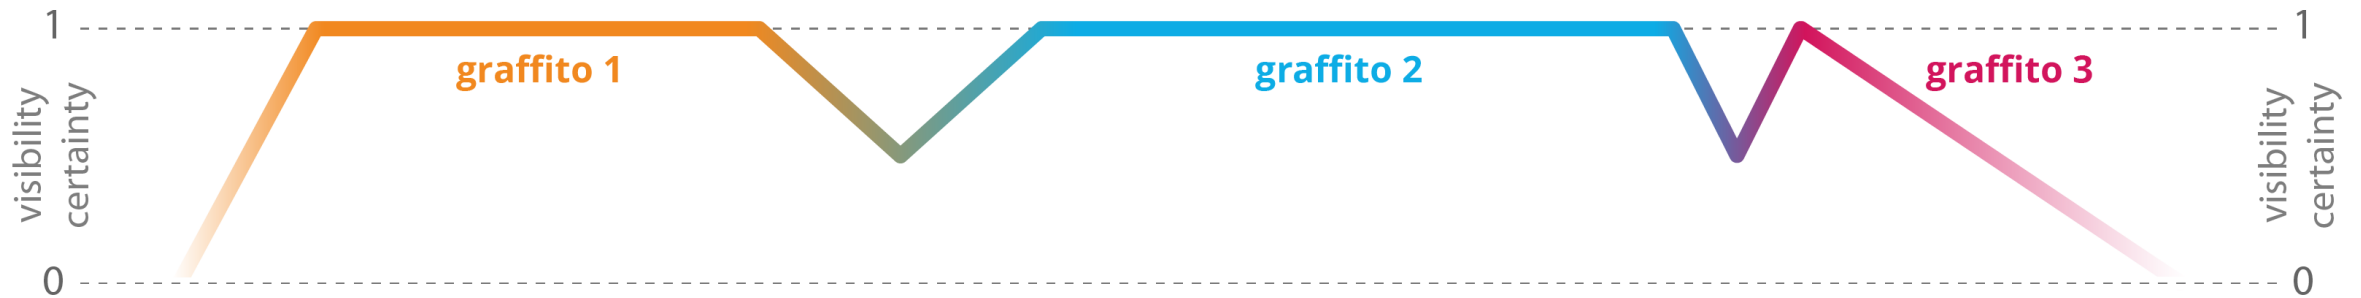 1
1
graffito 1
graffito 2
graffito 3
visibility
certainty
visibility
certainty
0
0